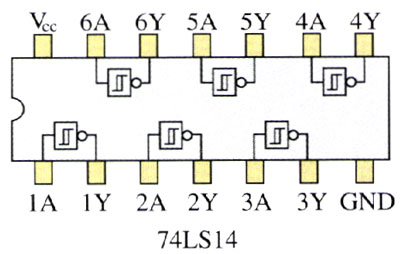 Vcc 6A 6Y 5A 5Y 4A 4Y
1A 1Y 2A 2Y 3A 3Y GND
74LS14